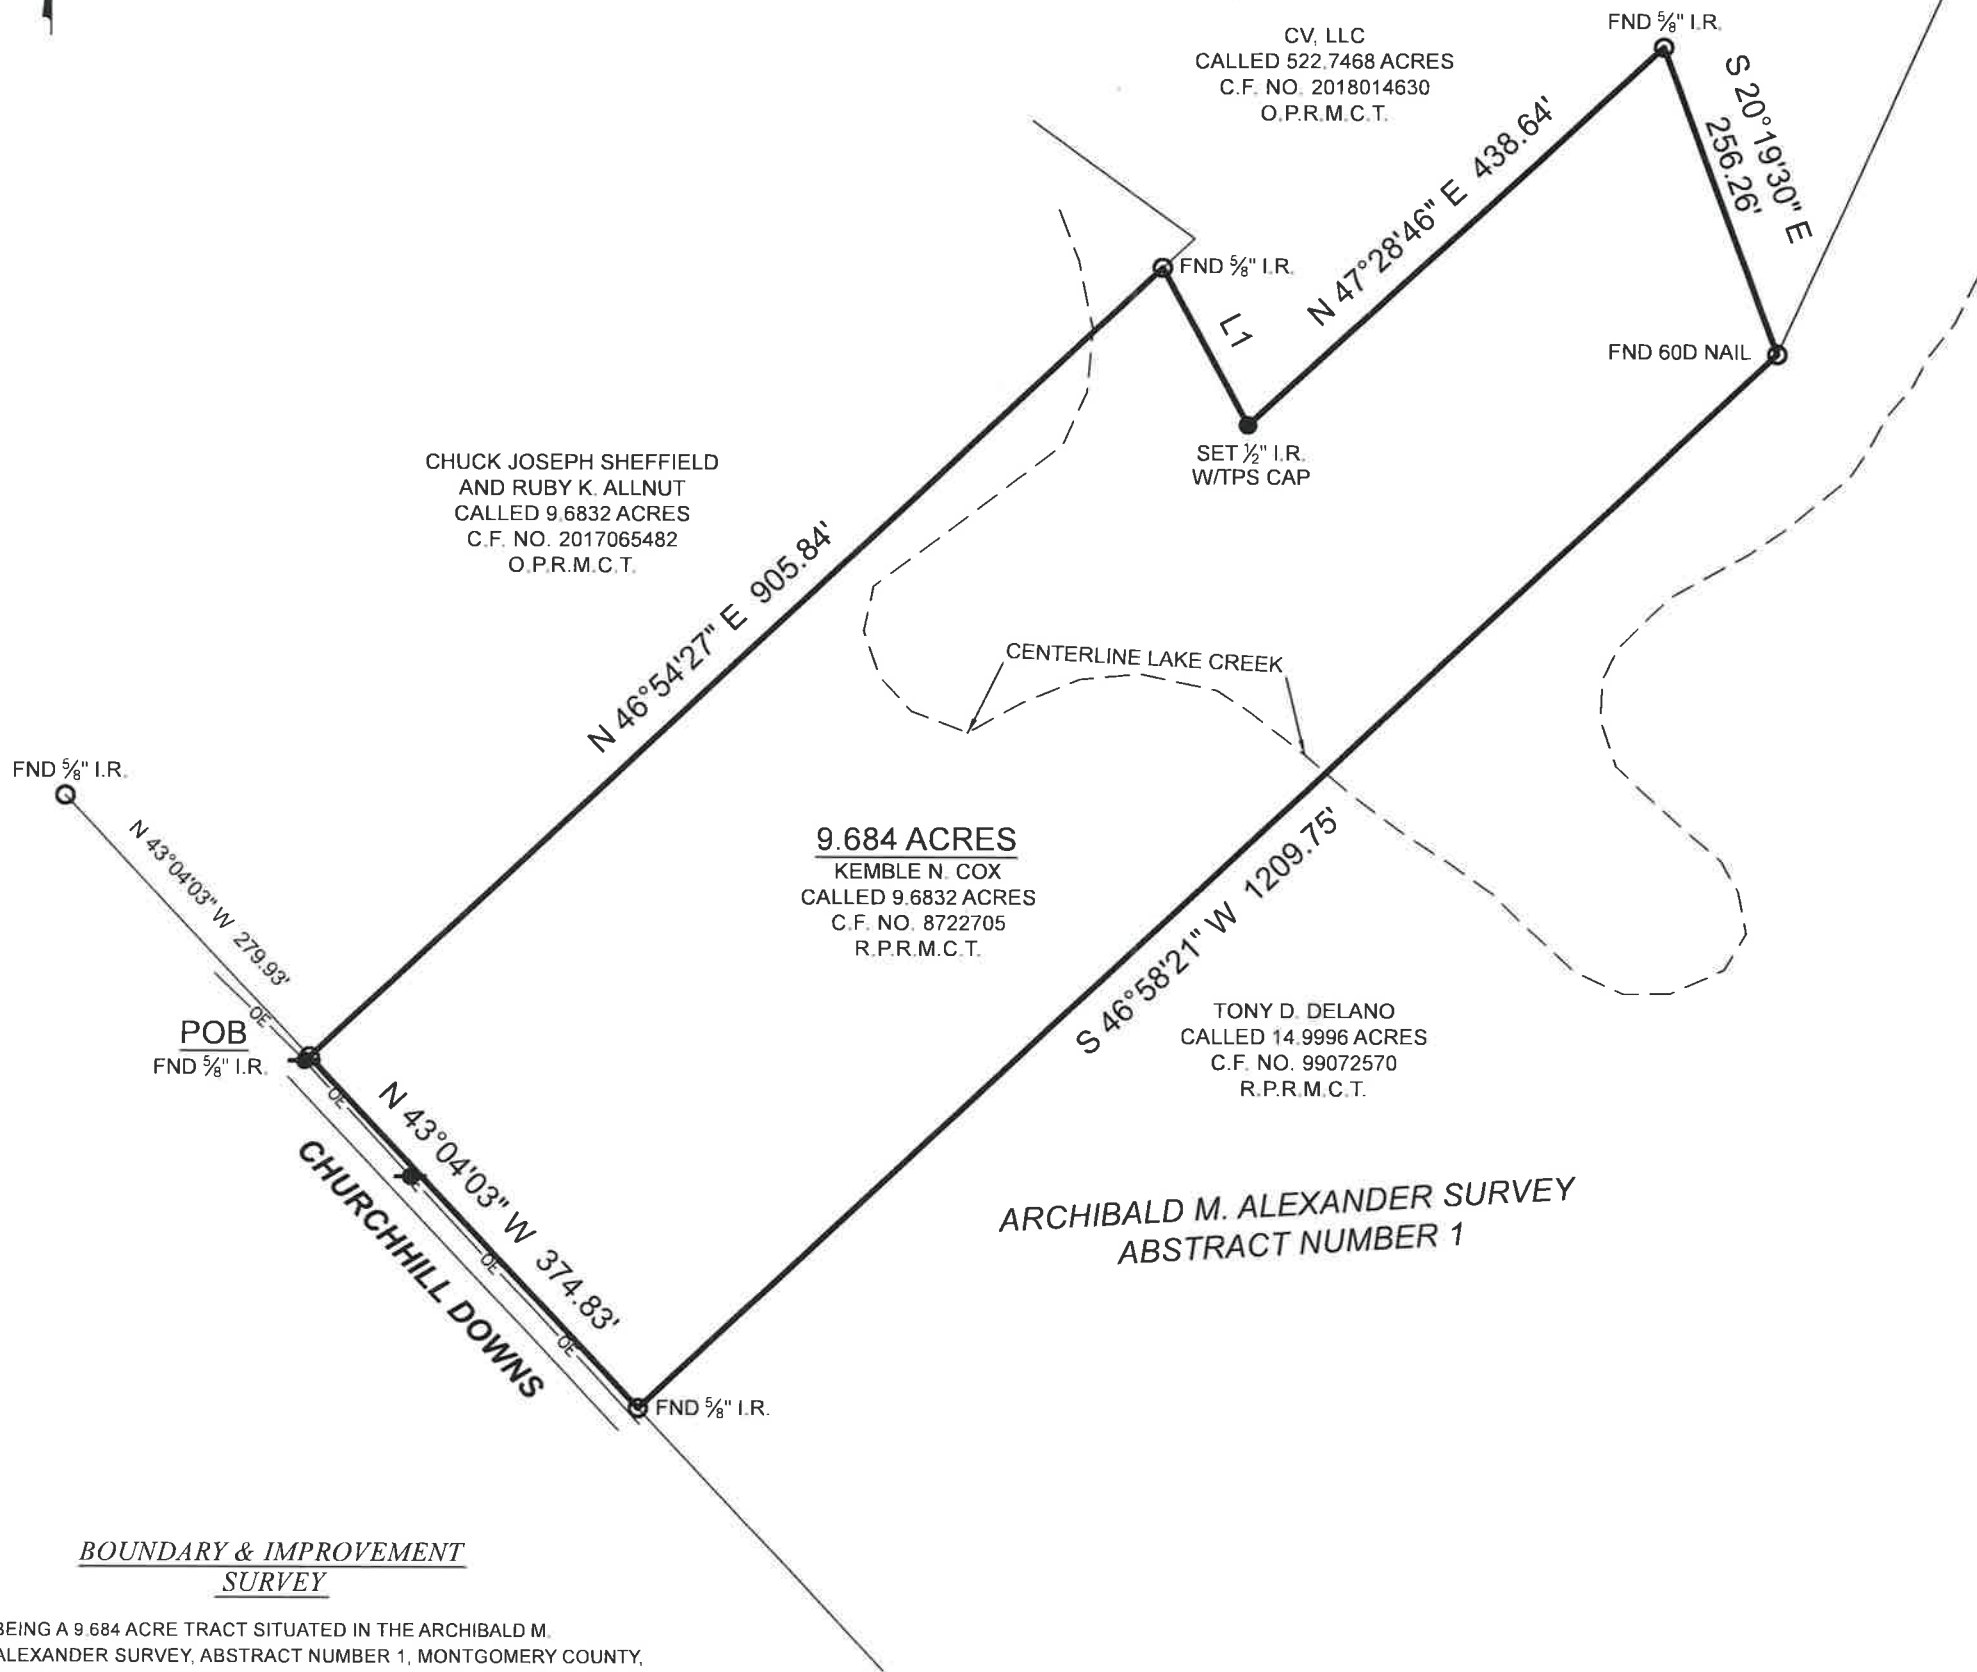 CV, LLC
CALLED 522.7468 ACRES
C.F. NO. 2018014630
O.P.R.M.C.T.
FND ⅝" I.R.
S 20°19'30" E
256.26'
N 47°28'46" E 438.64'
FND ⅝" I.R.
L1
FND 60D NAIL
SET ½" I.R.
W/TPS CAP
CHUCK JOSEPH SHEFFIELD
AND RUBY K. ALLNUT
CALLED 9.6832 ACRES
C.F. NO. 2017065482
O.P.R.M.C.T.
N 46°54'27" E 905.84'
CENTERLINE LAKE CREEK
FND ⅝" I.R.
N 43°04'03" W 279.93'
9.684 ACRES
KEMBLE N. COX
CALLED 9.6832 ACRES
C.F. NO. 8722705
R.P.R.M.C.T.
S 46°58'21" W 1209.75'
TONY D. DELANO
CALLED 14.9996 ACRES
C.F. NO. 99072570
R.P.R.M.C.T.
OE
POB
FND ⅝" I.R.
OE
N 43°04'03" W 374.83'
CHURCHHILL DOWNS
OE
OE
ARCHIBALD M. ALEXANDER SURVEY
ABSTRACT NUMBER 1
FND ⅝" I.R.
BOUNDARY & IMPROVEMENT
SURVEY
BEING A 9.684 ACRE TRACT SITUATED IN THE ARCHIBALD M.
ALEXANDER SURVEY, ABSTRACT NUMBER 1, MONTGOMERY COUNTY,